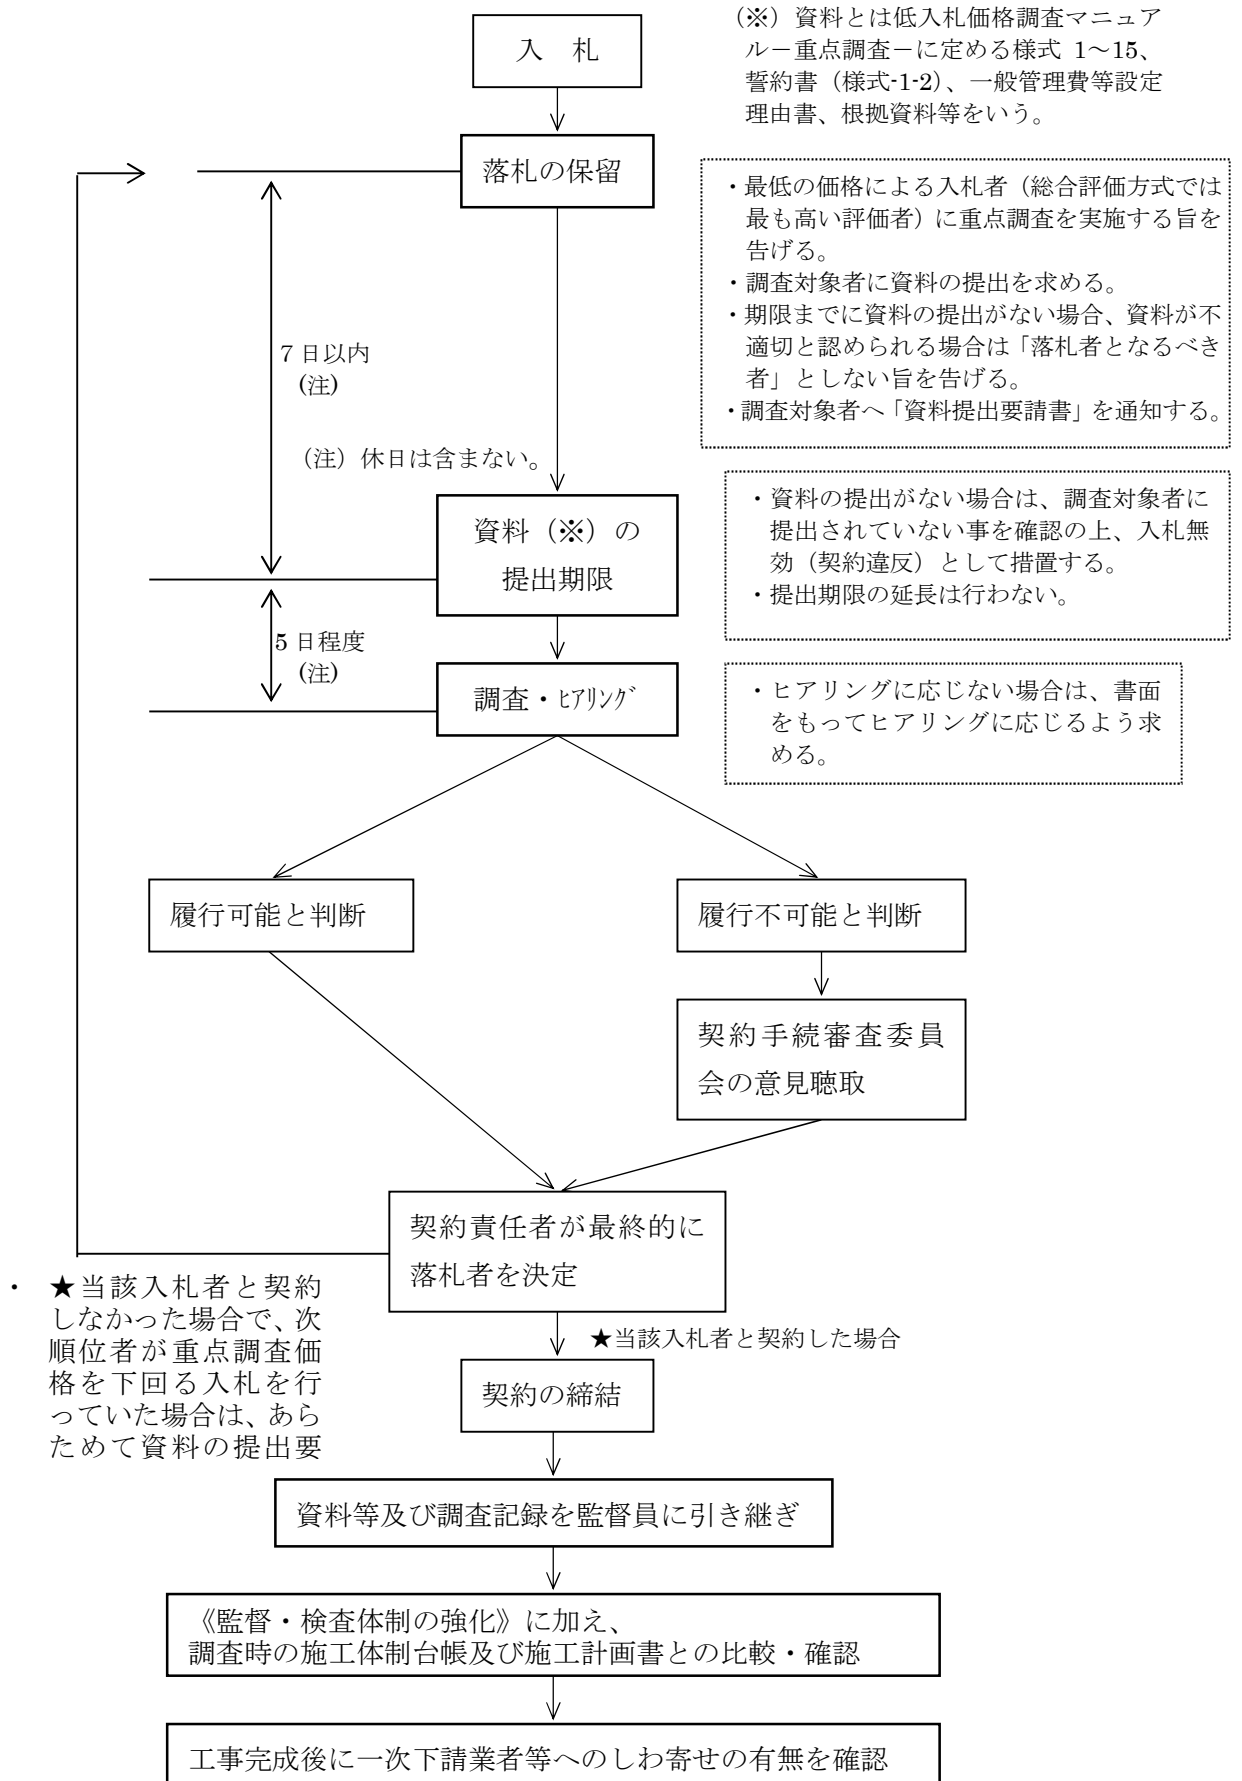 入 札
(※)資料とは低入札価格調査マニュア
ル－重点調査－に定める様式 1～15、
誓約書(様式-1-2)、一般管理費等設定
理由書、根拠資料等をいう。
落札の保留
・最低の価格による入札者(総合評価方式では
最も高い評価者)に重点調査を実施する旨を
告げる。
・調査対象者に資料の提出を求める。
・期限までに資料の提出がない場合、資料が不
適切と認められる場合は「落札者となるべき
者」としない旨を告げる。
・調査対象者へ「資料提出要請書」を通知する。
7日以内
(注)
(注)休日は含まない。
資料(※)の
提出期限
・資料の提出がない場合は、調査対象者に
提出されていない事を確認の上、入札無
効(契約違反)として措置する。
・提出期限の延長は行わない。
5日程度
(注)
調査・ﾋｱﾘﾝｸﾞ
・ヒアリングに応じない場合は、書面
をもってヒアリングに応じるよう求
める。
履行可能と判断
履行不可能と判断
契約手続審査委員
会の意見聴取
契約責任者が最終的に
落札者を決定
・ ★当該入札者と契約
しなかった場合で、次
順位者が重点調査価
格を下回る入札を行
っていた場合は、あら
ためて資料の提出要
★当該入札者と契約した場合
契約の締結
資料等及び調査記録を監督員に引き継ぎ
《監督・検査体制の強化》に加え、
調査時の施工体制台帳及び施工計画書との比較・確認
工事完成後に一次下請業者等へのしわ寄せの有無を確認